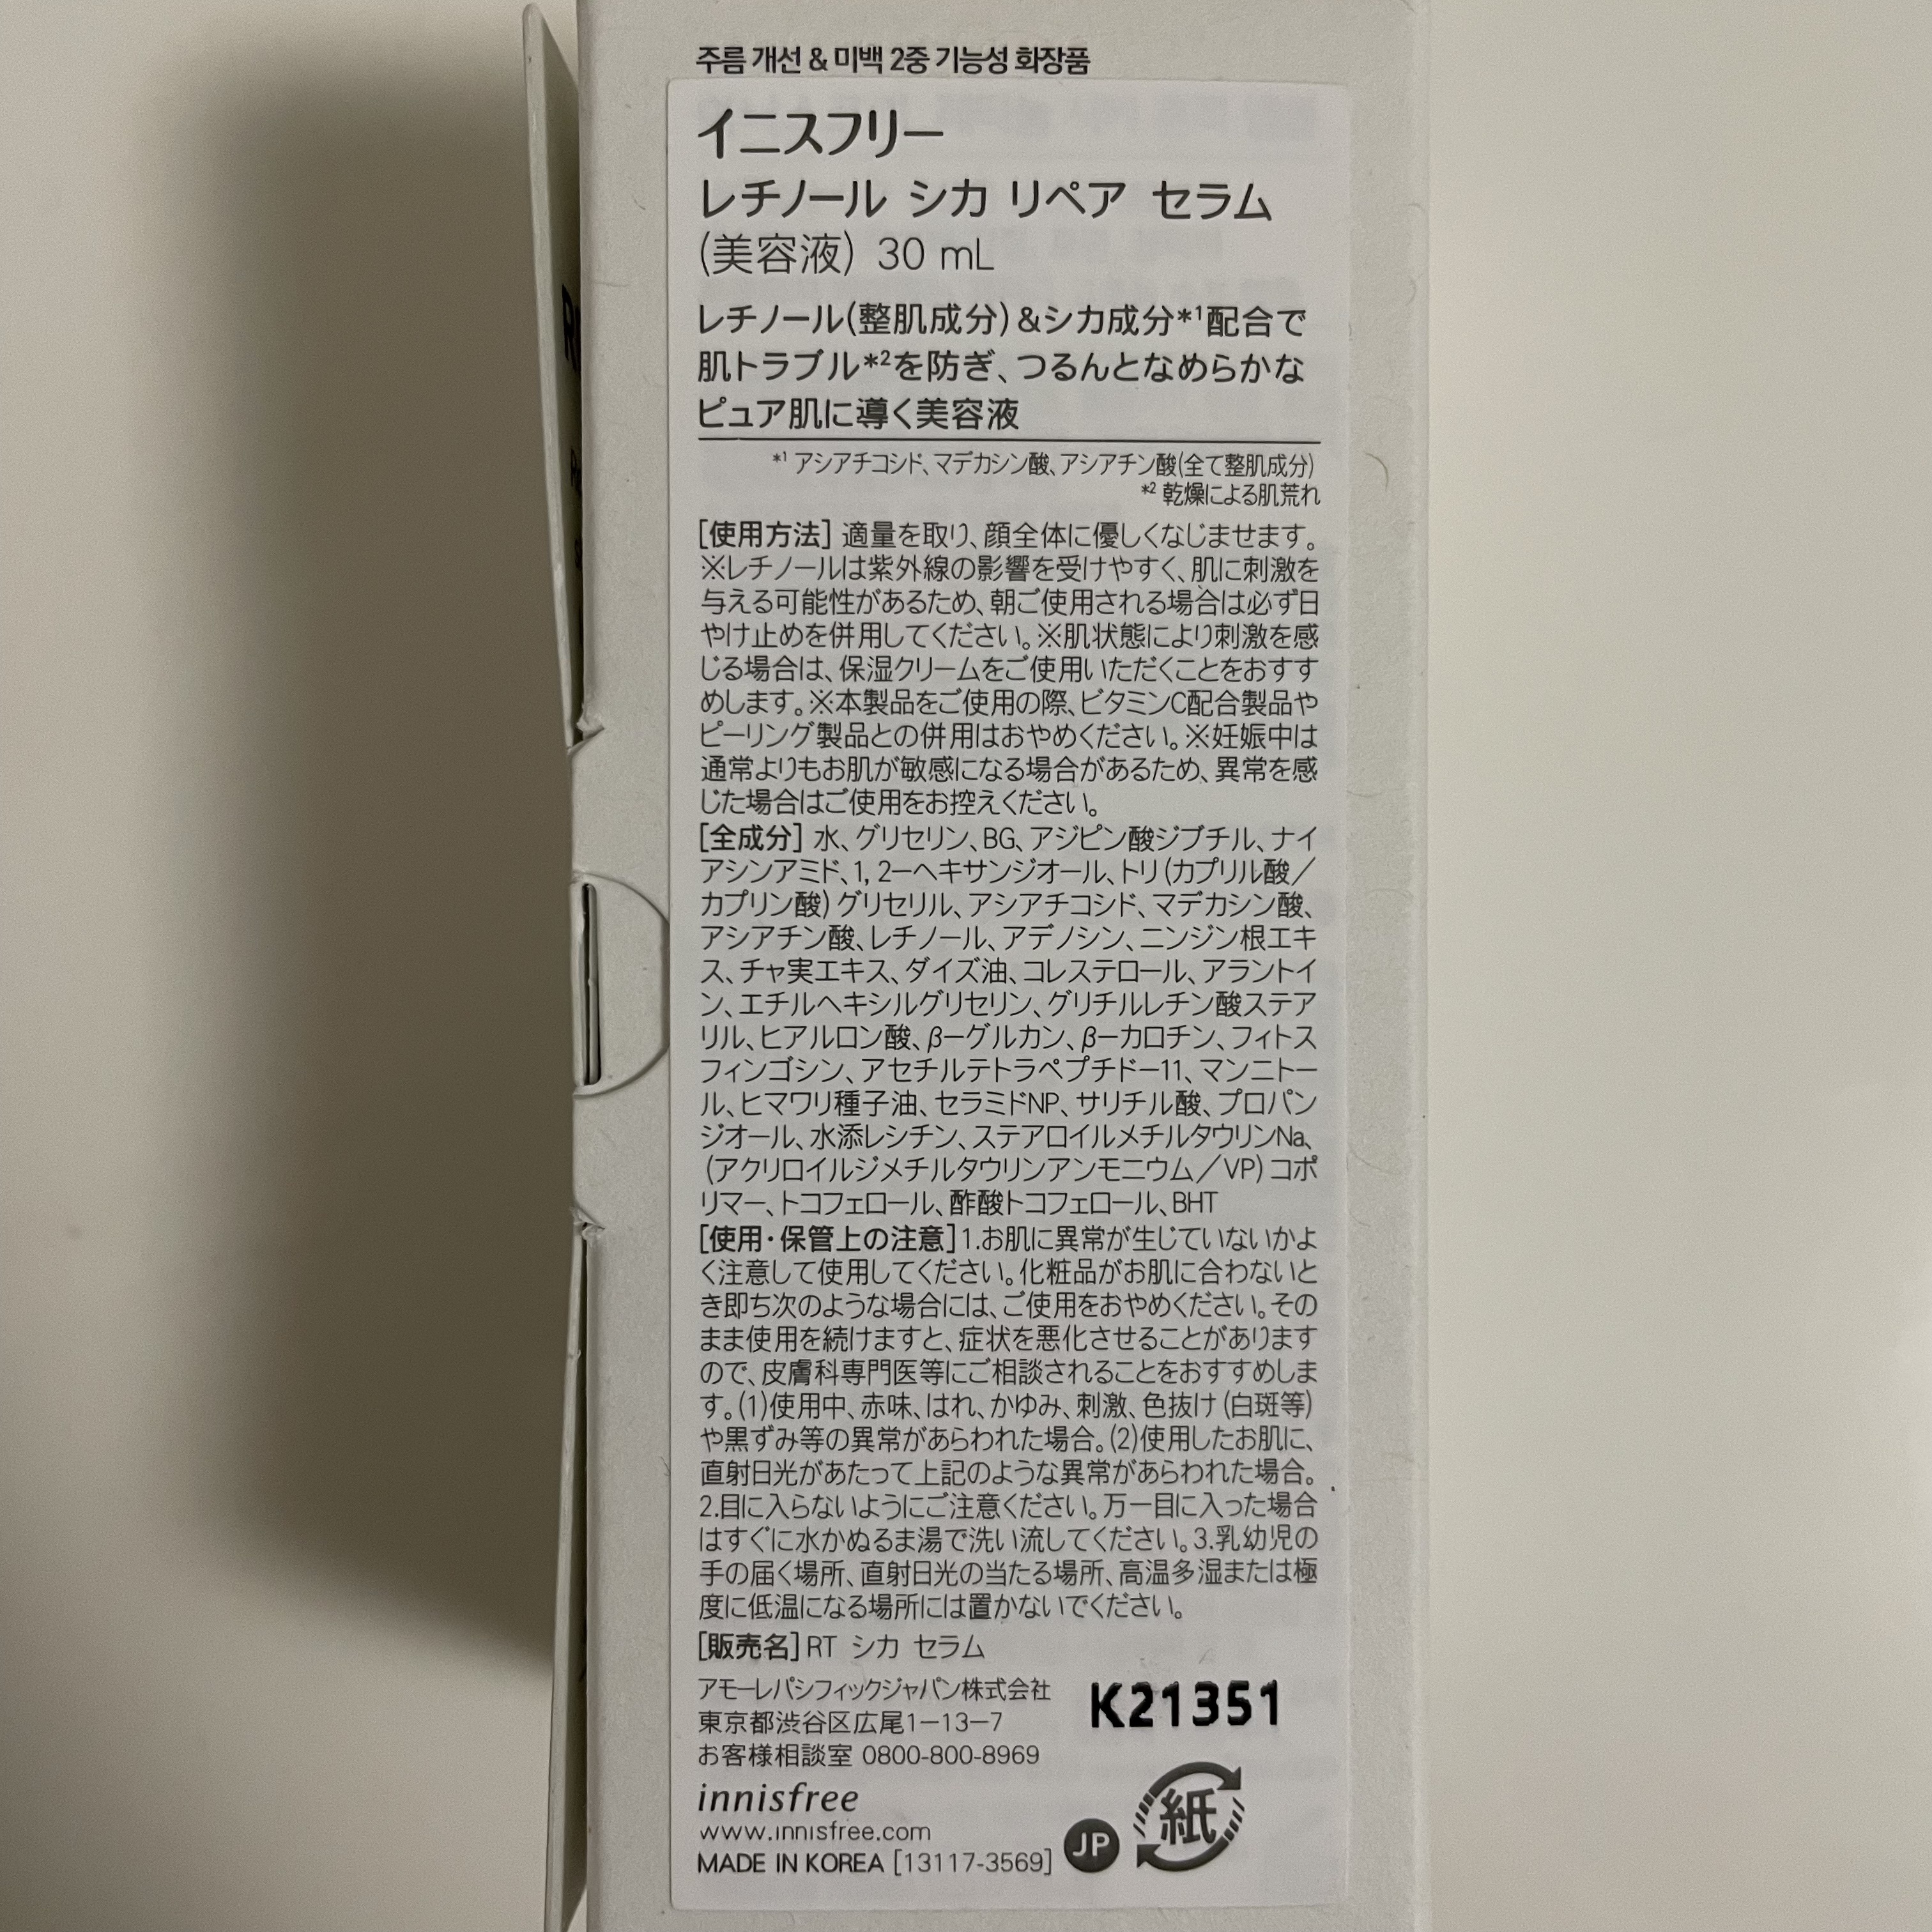 주름 개선 & 미백 2중 기능성 화장품
イニスフリー
レチノール シカ リペア セラム
(美容液) 30 mL
レチノール(整肌成分)&シカ成分*1配合で
肌トラブル*2を防ぎ、つるんとなめらかな
ピュア肌に導く美容液
*1 アシアチコシド、マデカシン酸、アシアチン酸(全て整肌成分)
*2 乾燥による肌荒れ
[使用方法] 適量を取り、顔全体に優しくなじませます。
※レチノールは紫外線の影響を受けやすく、肌に刺激を
与える可能性があるため、朝ご使用される場合は必ず日
やけ止めを併用してください。※肌状態により刺激を感
じる場合は、保湿クリームをご使用いただくことをおすす
めします。※本製品をご使用の際、ビタミンC配合製品や
ピーリング製品との併用はおやめください。※妊娠中は
通常よりもお肌が敏感になる場合があるため、異常を感
じた場合はご使用をお控えください。
[全成分] 水、グリセリン、BG、アジピン酸ジブチル、ナイ
アシンアミド、1, 2ーヘキサンジオール、トリ(カプリル酸/
カプリン酸)グリセリル、アシアチコシド、マデカシン酸、
アシアチン酸、レチノール、アデノシン、ニンジン根エキ
ス、チャ実エキス、ダイズ油、コレステロール、アラントイ
ン、エチルヘキシルグリセリン、グリチルレチン酸ステア
リル、ヒアルロン酸、βーグルカン、βーカロチン、フィトス
フィンゴシン、アセチルテトラペプチドー11、マンニトー
ル、ヒマワリ種子油、セラミドNP、サリチル酸、プロパン
ジオール、水添レシチン、ステアロイルメチルタウリンNa、
(アクリロイルジメチルタウリンアンモニウム/VP)コポ
リマー、トコフェロール、酢酸トコフェロール、BHT
[使用・保管上の注意]1.お肌に異常が生じていないかよ
く注意して使用してください。化粧品がお肌に合わないと
き即ち次のような場合には、ご使用をおやめください。その
まま使用を続けますと、症状を悪化させることがあります
ので、皮膚科専門医等にご相談されることをおすすめしま
す。(1)使用中、赤味、はれ、かゆみ、刺激、色抜け(白斑等)
や黒ずみ等の異常があらわれた場合。(2)使用したお肌に、
直射日光があたって上記のような異常があらわれた場合。
2.目に入らないようにご注意ください。万一目に入った場合
はすぐに水かぬるま湯で洗い流してください。3.乳幼児の
手の届く場所、直射日光の当たる場所、高温多湿または極
度に低温になる場所には置かないでください。
[販売名]RT シカ セラム
アモーレパシフィックジャパン株式会社
東京都渋谷区広尾1ー13ー7
K21351
お客様相談室 0800-800-8969
innisfree
www.innisfree.com
MADE IN KOREA [13117-3569]
JP
紙